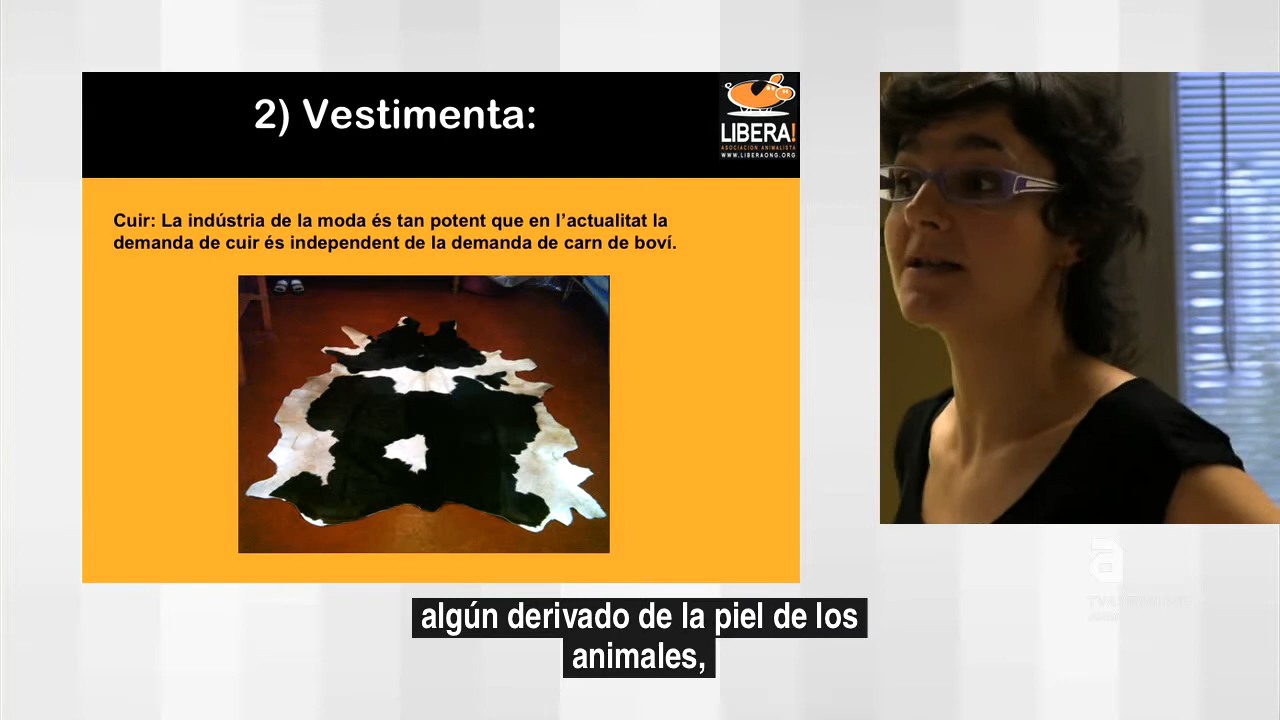 2) Vestimenta:
LIBERA!
ASOCIACION ANIMALISTA
WWW.LIBERAONG.ORG
Cuir: La indústria de la moda és tan potent que en l’actualitat la
demanda de cuir és independent de la demanda de carn de boví.
algún derivado de la piel de los
animales,